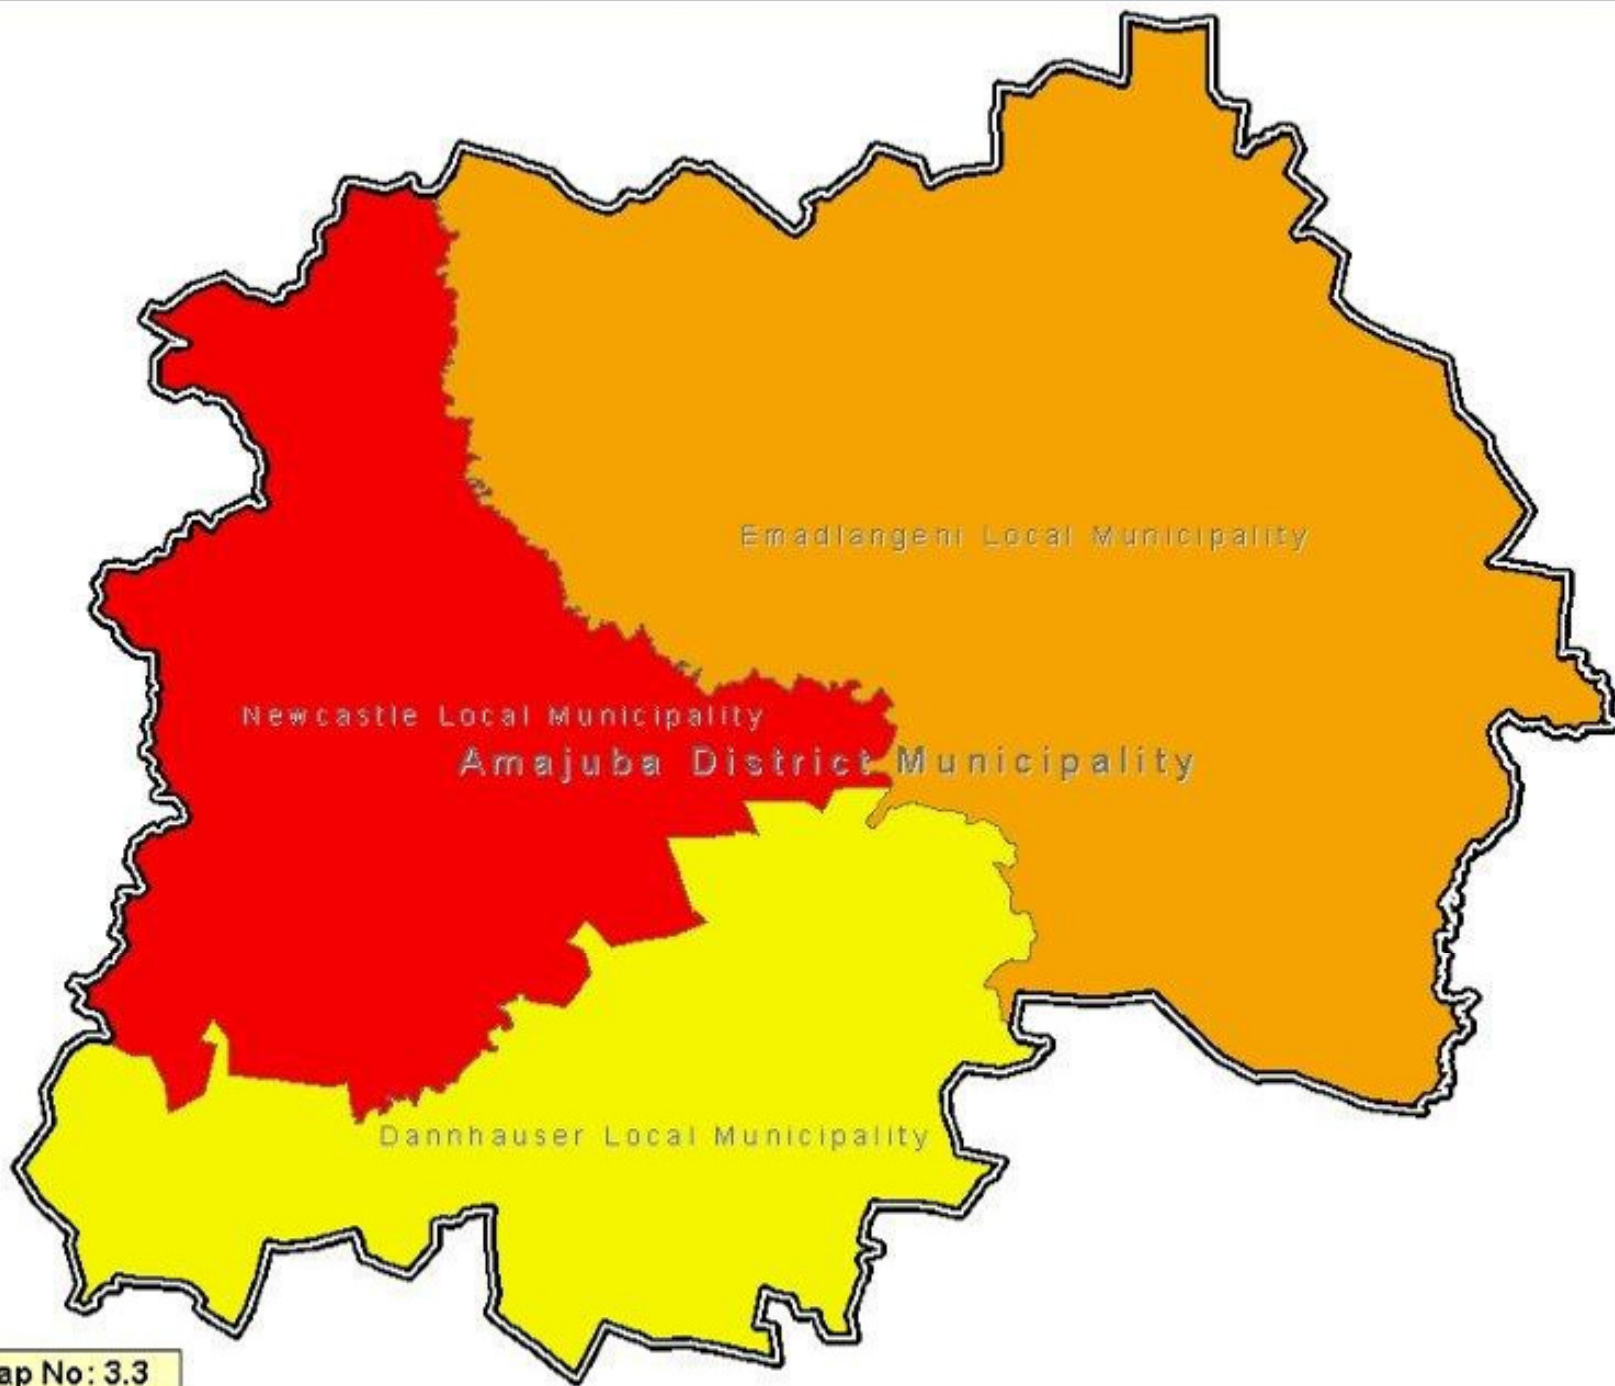 Emadlangeni Local Municipality
Newcastle Local Municipality
Amajuba District Municipality
Dannhauser Local Municipality
ap No: 3.3